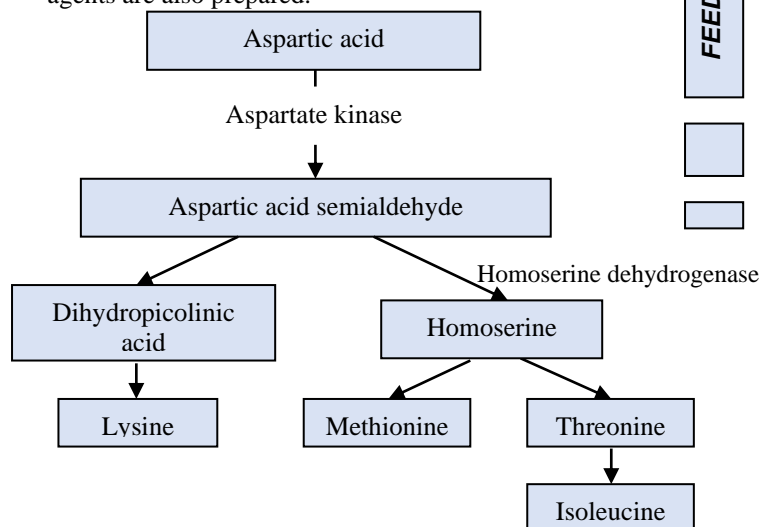 agents are also prepared.
Aspartic acid
FEED
Aspartate kinase
Aspartic acid semialdehyde
Homoserine dehydrogenase
Dihydropicolinic
acid
Homoserine
Lysine
Methionine
Threonine
Isoleucine